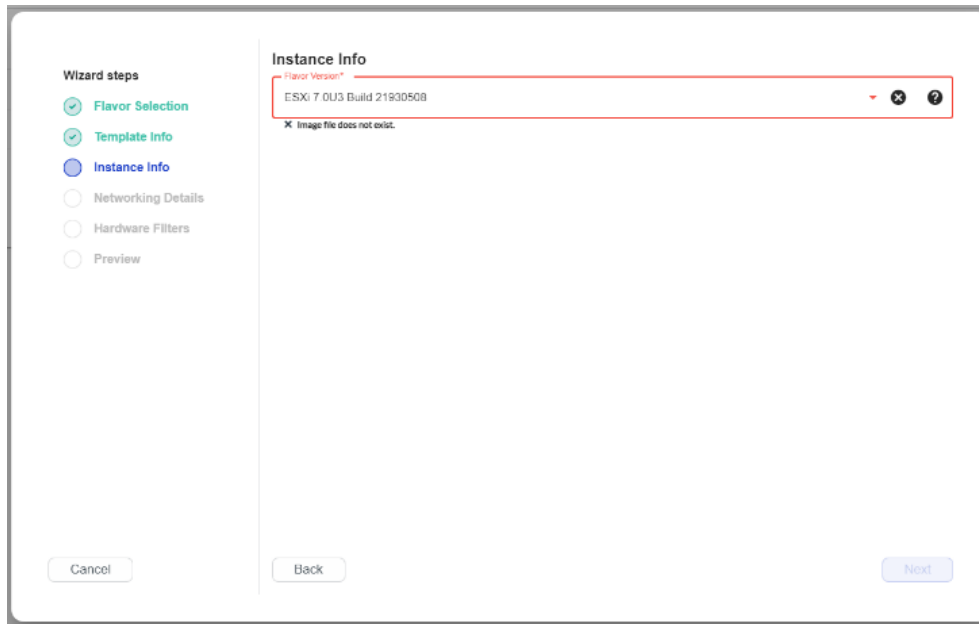 Wizard steps
Flavor Selection
Template Info
Instance Info
Networking Details
Hardware Filters
Preview
Cancel
Instance Info
Flavor Version*
ESXi 7.0U3 Build 21930508
Image file does not exist.
Back
Next